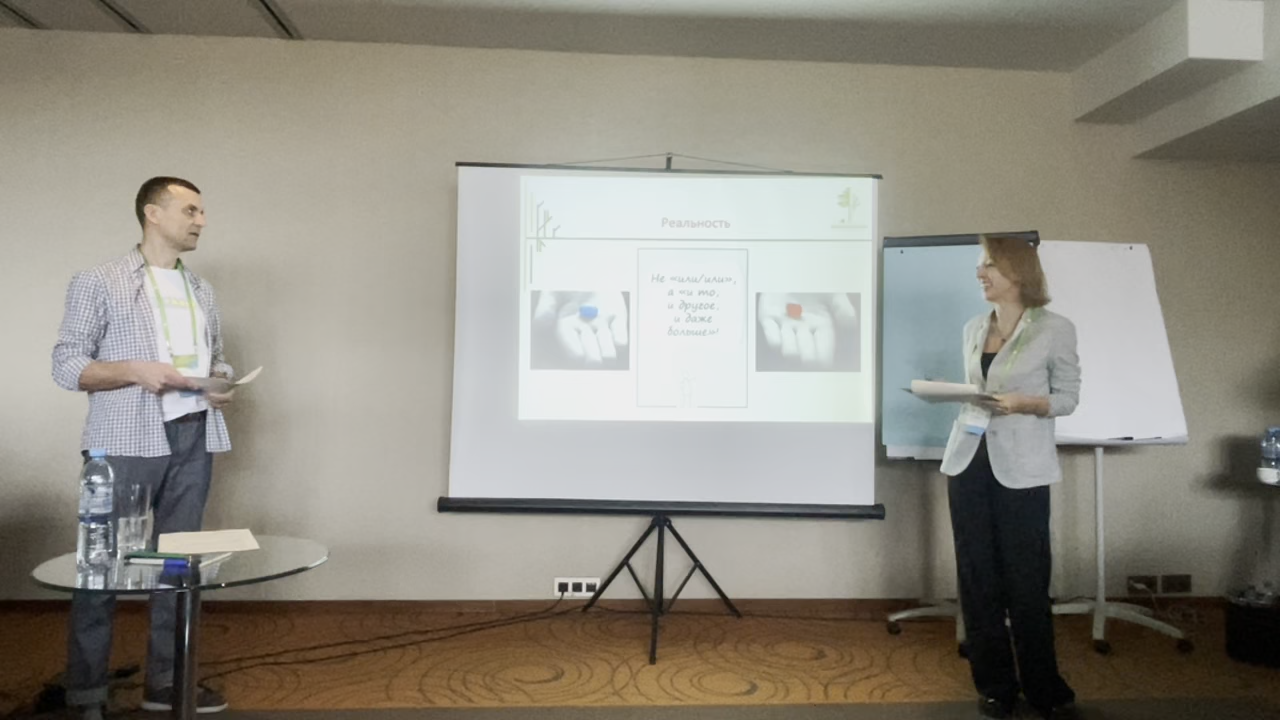 Реальность
Не «или/или»,
а «и то,
и другое,
и даже
больше»!